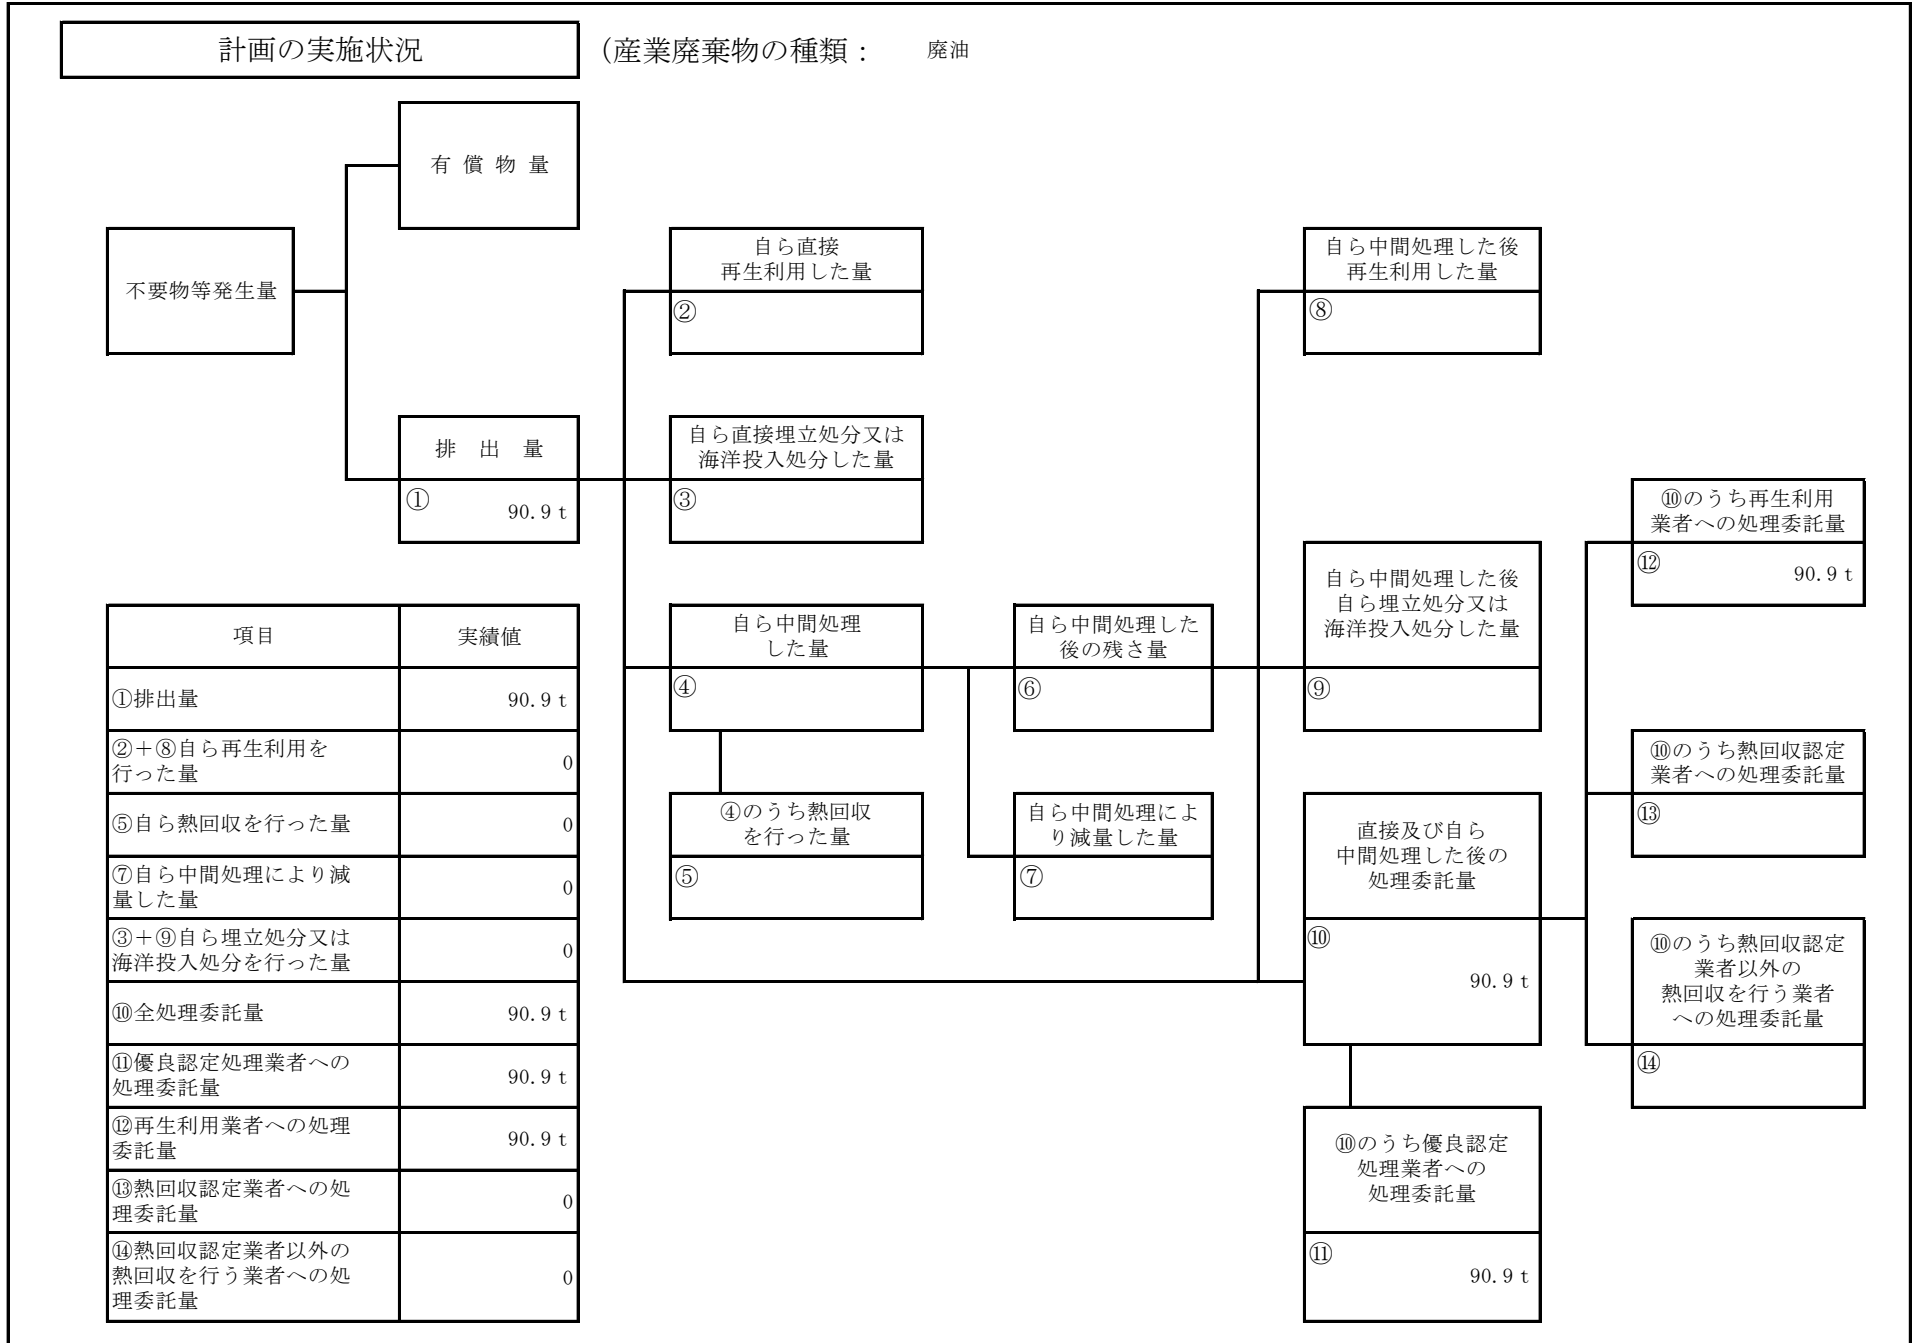 計画の実施状況
(産業廃棄物の種類： 廃油
有 償 物 量
不要物等発生量
自ら直接
再生利用した量
②
自ら中間処理した後
再生利用した量
⑧
排 出 量
① 90.9 t
自ら直接埋立処分又は
海洋投入処分した量
③
⑩のうち再生利用
業者への処理委託量
⑫ 90.9 t
自ら中間処理した後
自ら埋立処分又は
海洋投入処分した量
⑨
自ら中間処理
した量
④
自ら中間処理した
後の残さ量
⑥
⑩のうち熱回収認定
業者への処理委託量
⑬
④のうち熱回収
を行った量
⑤
自ら中間処理によ
り減量した量
⑦
直接及び自ら
中間処理した後の
処理委託量
⑩
90.9 t
⑩のうち熱回収認定
業者以外の
熱回収を行う業者
への処理委託量
⑭
⑩のうち優良認定
処理業者への
処理委託量
⑪
90.9 t
項目 実績値
①排出量 90.9 t
②＋⑧自ら再生利用を
行った量 0
⑤自ら熱回収を行った量 0
⑦自ら中間処理により減
量した量 0
③＋⑨自ら埋立処分又は
海洋投入処分を行った量 0
⑩全処理委託量 90.9 t
⑪優良認定処理業者への
処理委託量 90.9 t
⑫再生利用業者への処理
委託量 90.9 t
⑬熱回収認定業者への処
理委託量 0
⑭熱回収認定業者以外の
熱回収を行う業者への処
理委託量 0